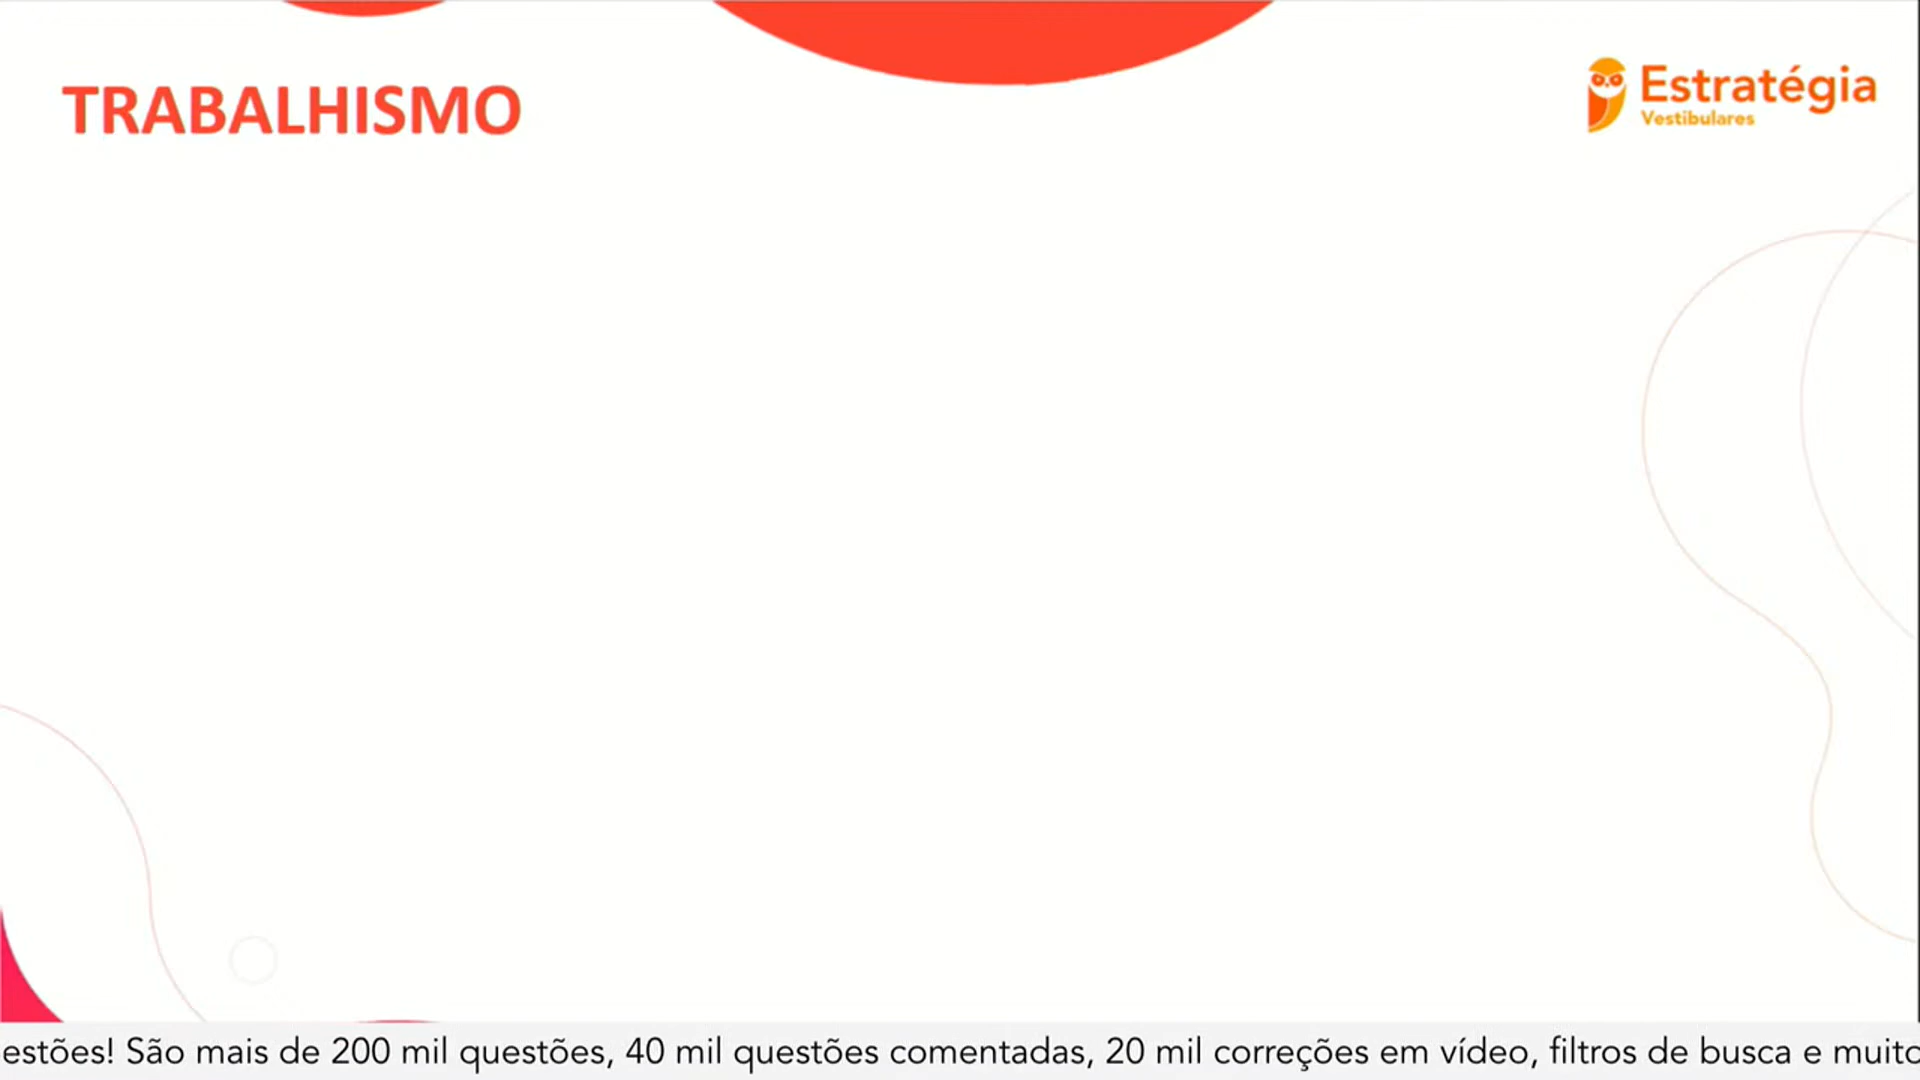 TRABALHISMO
Estratégia
Vestibulares
estões! São mais de 200 mil questões, 40 mil questões comentadas, 20 mil correções em vídeo, filtros de busca e muito